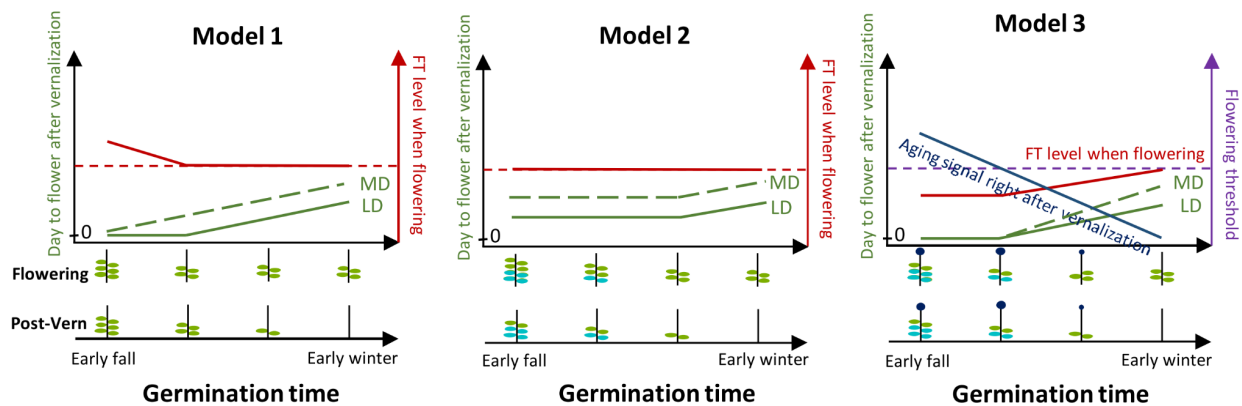 Model 1
Day to flower after vernalization
FT level when flowering
MD
LD
0
Flowering
Post-Vern
Early fall
Early winter
Germination time
Model 2
Day to flower after vernalization
FT level when flowering
MD
LD
0
Early fall
Early winter
Germination time
Model 3
Day to flower after vernalization
Flowering threshold
Aging signal right after vernalization
FT level when flowering
MD
LD
0
Early fall
Early winter
Germination time